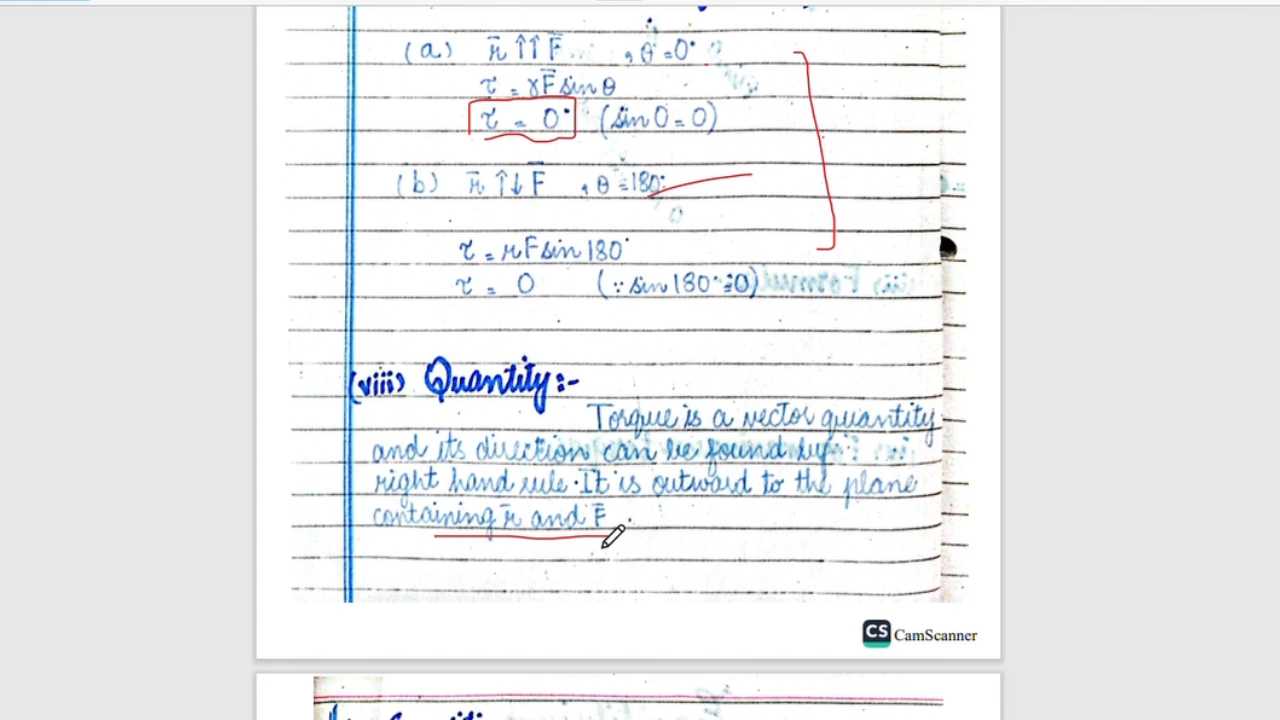 (a) r̄ ↑↑ F̄ , θ = 0°
τ = rF̄ sin θ
τ = 0° (sin 0 = 0)
(b) r̄ ↑↓ F̄ , θ = 180°
τ = rF sin 180°
τ = 0 (∵ sin 180° = 0)
(viii) Quantity:-
Torque is a vector quantity
and its direction can be found by
right hand rule. It is outward to the plane
containing r̄ and F̄.
CS CamScanner